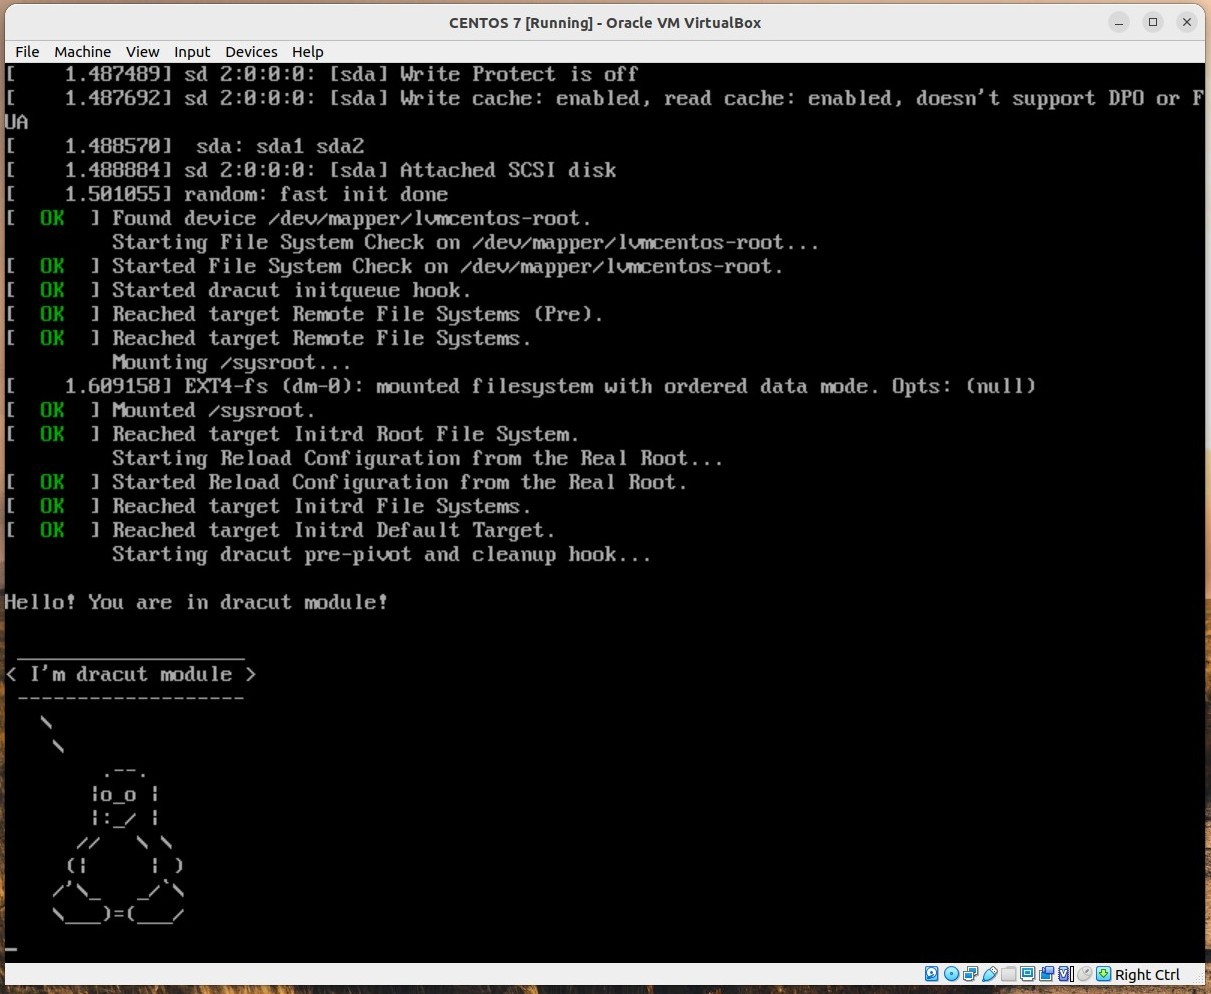 CENTOS 7 [Running] - Oracle VM VirtualBox
File Machine View Input Devices Help
[    1.487489] sd 2:0:0:0: [sda] Write Protect is off
[    1.487692] sd 2:0:0:0: [sda] Write cache: enabled, read cache: enabled, doesn't support DPO or F
UA
[    1.488570]  sda: sda1 sda2
[    1.488884] sd 2:0:0:0: [sda] Attached SCSI disk
[    1.501055] random: fast init done
[  OK  ] Found device /dev/mapper/lvmcentos-root.
         Starting File System Check on /dev/mapper/lvmcentos-root...
[  OK  ] Started File System Check on /dev/mapper/lvmcentos-root.
[  OK  ] Started dracut initqueue hook.
[  OK  ] Reached target Remote File Systems (Pre).
[  OK  ] Reached target Remote File Systems.
         Mounting /sysroot...
[    1.609158] EXT4-fs (dm-0): mounted filesystem with ordered data mode. Opts: (null)
[  OK  ] Mounted /sysroot.
[  OK  ] Reached target Initrd Root File System.
         Starting Reload Configuration from the Real Root...
[  OK  ] Started Reload Configuration from the Real Root.
[  OK  ] Reached target Initrd File Systems.
[  OK  ] Reached target Initrd Default Target.
         Starting dracut pre-pivot and cleanup hook...
Hello! You are in dracut module!
 ___________________
< I'm dracut module >
 -------------------
   \
    \
        .--.
       |o_o |
       |:_/ |
      //   \ \
     (|     | )
    /'\_   _/`\
    \___)=(___/
Right Ctrl